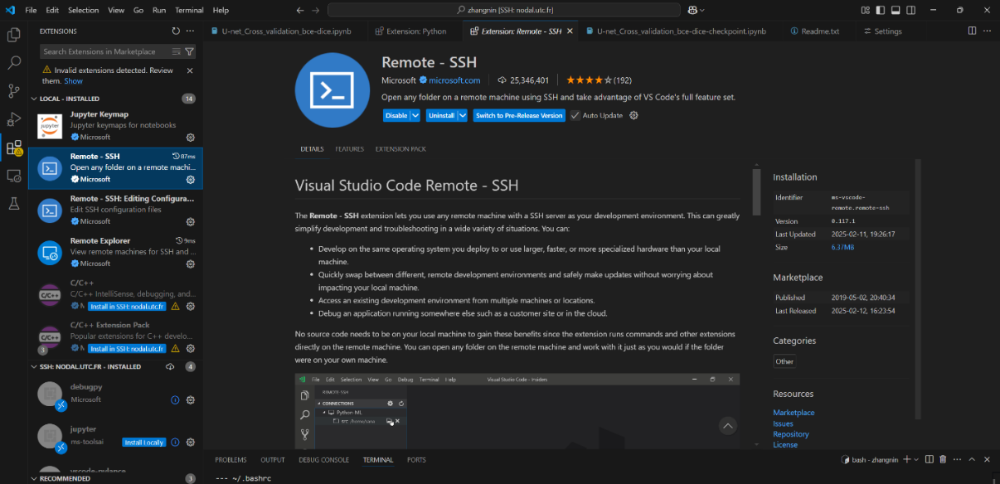 File Edit Selection View Go Run Terminal Help
zhangnin [SSH: nodal.utc.fr]
EXTENSIONS
U-net_Cross_validation_bce-dice.ipynb
Extension: Python
Extension: Remote - SSH
U-net_Cross_validation_bce-dice-checkpoint.ipynb
Readme.txt
Settings
Search Extensions in Marketplace
Invalid extensions detected. Review
them. Show
LOCAL - INSTALLED
14
Jupyter Keymap
Jupyter keymaps for notebooks
Microsoft
jupyter
Remote - SSH
87ms
Open any folder on a remote machi...
Microsoft
Remote - SSH: Editing Configura...
Edit SSH configuration files
Microsoft
Remote Explorer
9ms
View remote machines for SSH and ...
Microsoft
C/C++
C/C++ IntelliSense, debugging, and...
C/C++
M Install in SSH: nodal.utc.fr
C/C++ Extension Pack
Popular extensions for C++ develo...
C/C++
3
M Install in SSH: nodal.utc.fr
SSH: NODAL.UTC.FR - INSTALLED
4
debugpy
Microsoft
jupyter
ms-toolsai
Install Locally
vscode-pylance
RECOMMENDED
3
Remote - SSH
Microsoft microsoft.com
25,346,401
(192)
Open any folder on a remote machine using SSH and take advantage of VS Code's full feature set.
Disable
Uninstall
Switch to Pre-Release Version
Auto Update
DETAILS FEATURES EXTENSION PACK
Visual Studio Code Remote - SSH
The Remote - SSH extension lets you use any remote machine with a SSH server as your development environment. This can greatly
simplify development and troubleshooting in a wide variety of situations. You can:
• Develop on the same operating system you deploy to or use larger, faster, or more specialized hardware than your local
machine.
• Quickly swap between different, remote development environments and safely make updates without worrying about
impacting your local machine.
• Access an existing development environment from multiple machines or locations.
• Debug an application running somewhere else such as a customer site or in the cloud.
No source code needs to be on your local machine to gain these benefits since the extension runs commands and other extensions
directly on the remote machine. You can open any folder on the remote machine and work with it just as you would if the folder
were on your own machine.
File Edit Selection View Go Debug Terminal Help
Visual Studio Code - Insiders
REMOTE-SSH
CONNECTIONS
Python-ML
src /home/sana
Installation
Identifier ms-vscode-
remote.remote-ssh
Version 0.117.1
Last Updated 2025-02-11, 19:26:17
Size 6.37MB
Marketplace
Published 2019-05-02, 20:40:34
Last Released 2025-02-12, 16:23:54
Categories
Other
Resources
Marketplace
Issues
Repository
License
PROBLEMS OUTPUT DEBUG CONSOLE TERMINAL PORTS
bash - zhangnin
--- ~/.bashrc